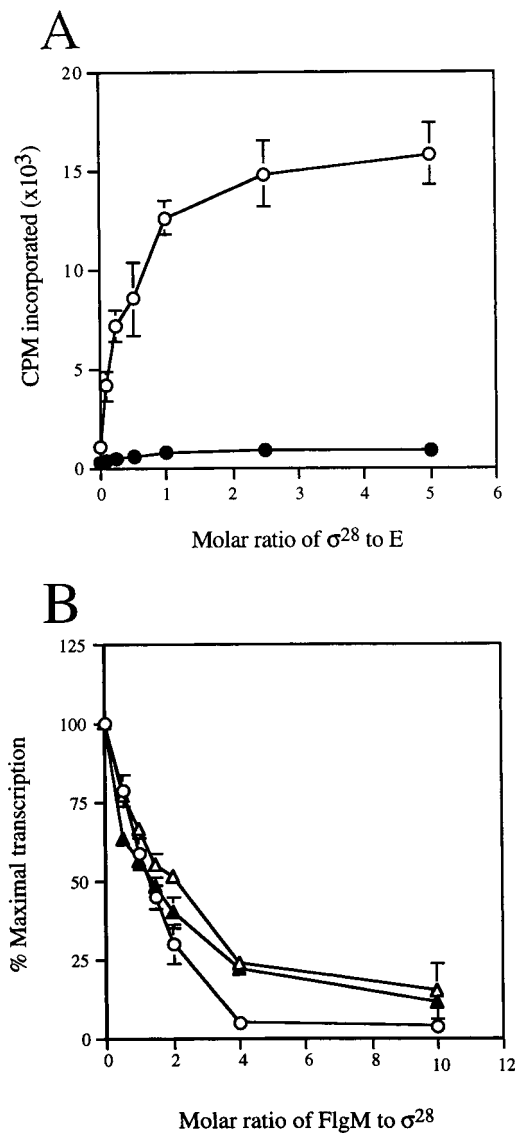 A
20
15
10
5
0
CPM incorporated (x10³)
0 1 2 3 4 5 6
Molar ratio of σ²⁸ to E
B
125
100
75
50
25
0
% Maximal transcription
0 2 4 6 8 10 12
Molar ratio of FlgM to σ²⁸